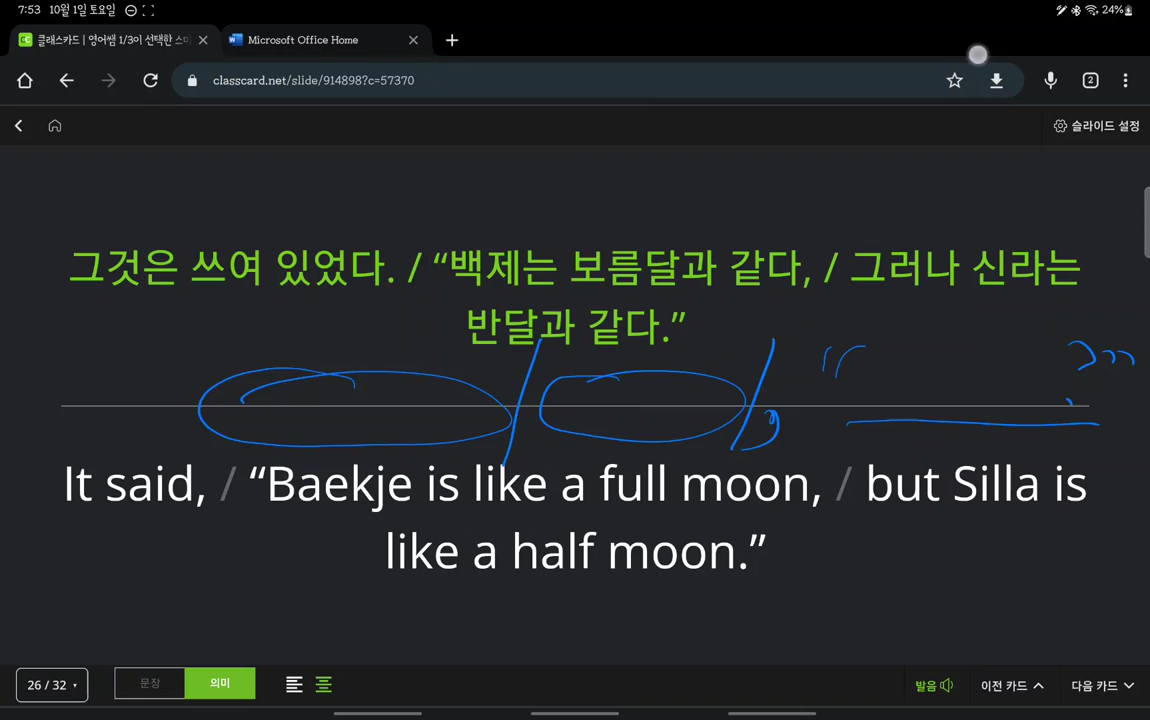 7:53 10월 1일 토요일
24%
클래스카드 | 영어쌤 1/3이 선택한 스마
Microsoft Office Home
classcard.net/slide/914898?c=57370
2
슬라이드 설정
그것은 쓰여 있었다. / “백제는 보름달과 같다, / 그러나 신라는
반달과 같다.”
It said, / “Baekje is like a full moon, / but Silla is
like a half moon.”
26 / 32
문장
의미
발음
이전 카드
다음 카드